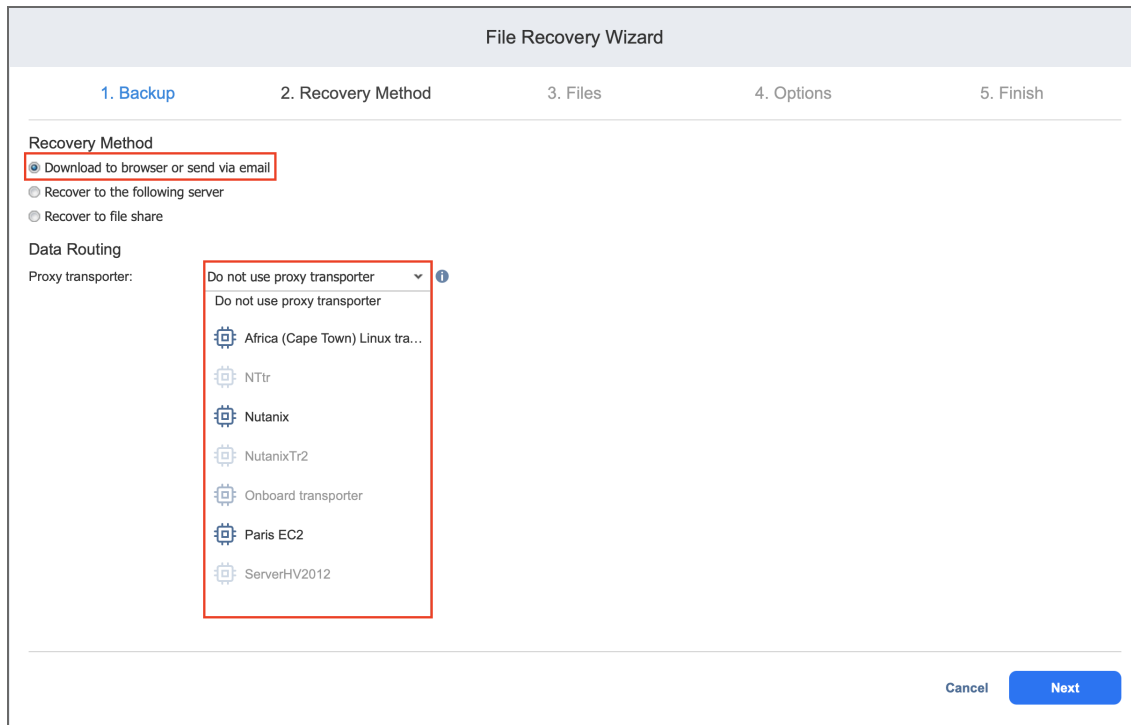 File Recovery Wizard
1. Backup 2. Recovery Method 3. Files 4. Options 5. Finish
Recovery Method
Download to browser or send via email
Recover to the following server
Recover to file share
Data Routing
Proxy transporter: Do not use proxy transporter
Do not use proxy transporter
Africa (Cape Town) Linux tra...
NTtr
Nutanix
NutanixTr2
Onboard transporter
Paris EC2
ServerHV2012
Cancel Next